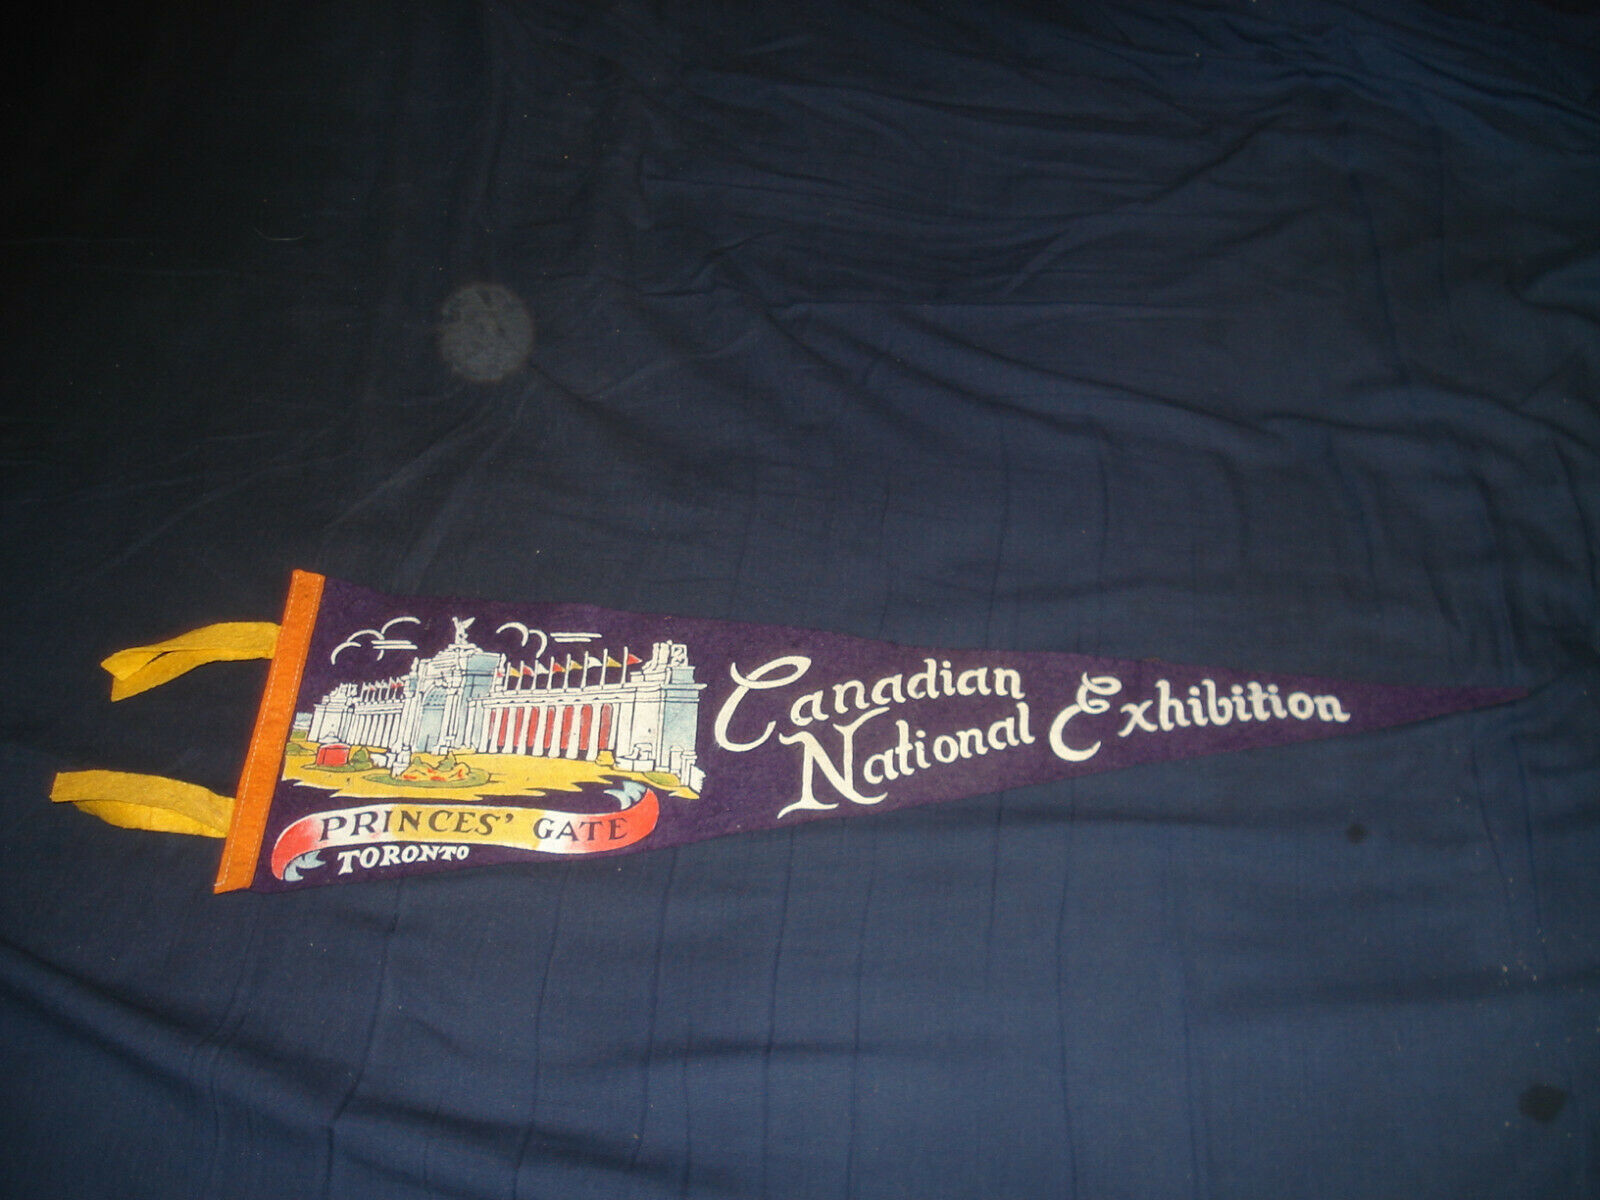 Canadian
National Exhibition
PRINCES' GATE
TORONTO